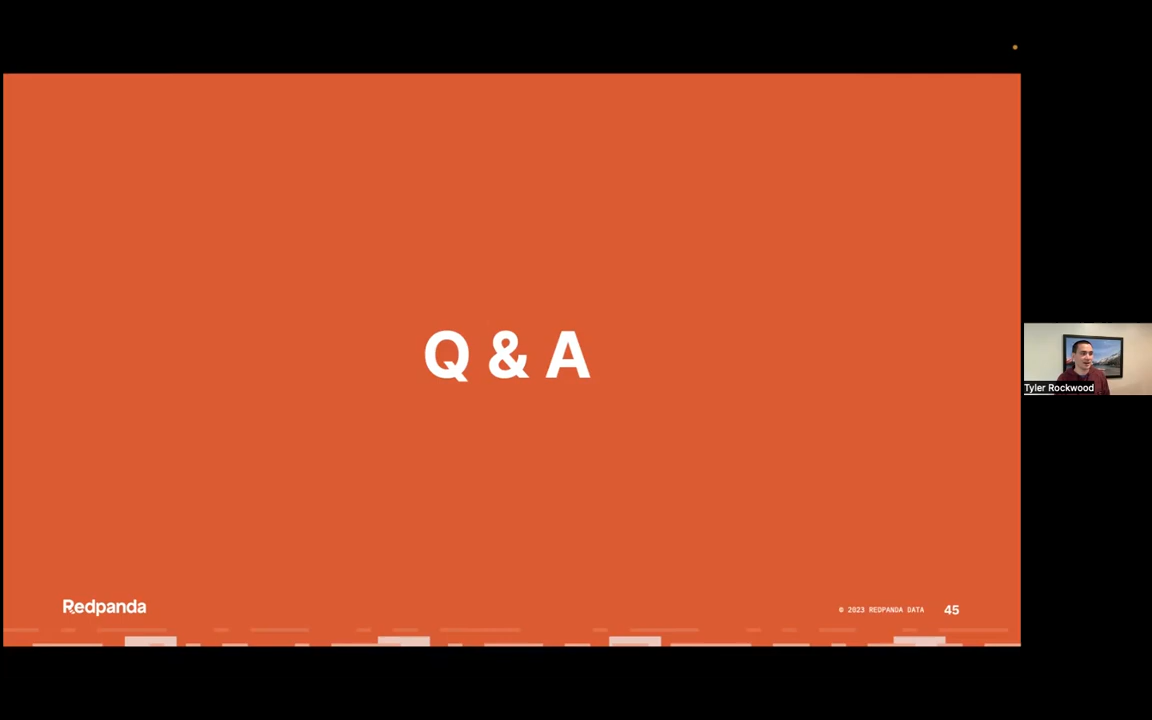 Q & A
Tyler Rockwood
Redpanda
© 2023 REDPANDA DATA
45